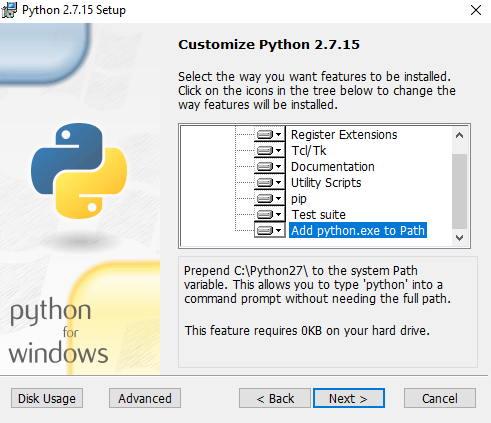 Python 2.7.15 Setup
Customize Python 2.7.15
Select the way you want features to be installed.
Click on the icons in the tree below to change the
way features will be installed.
Register Extensions
Tcl/Tk
Documentation
Utility Scripts
pip
Test suite
Add python.exe to Path
Prepend C:\Python27\ to the system Path
variable. This allows you to type 'python' into a
command prompt without needing the full path.
This feature requires 0KB on your hard drive.
python
for
windows
Disk Usage
Advanced
< Back
Next >
Cancel